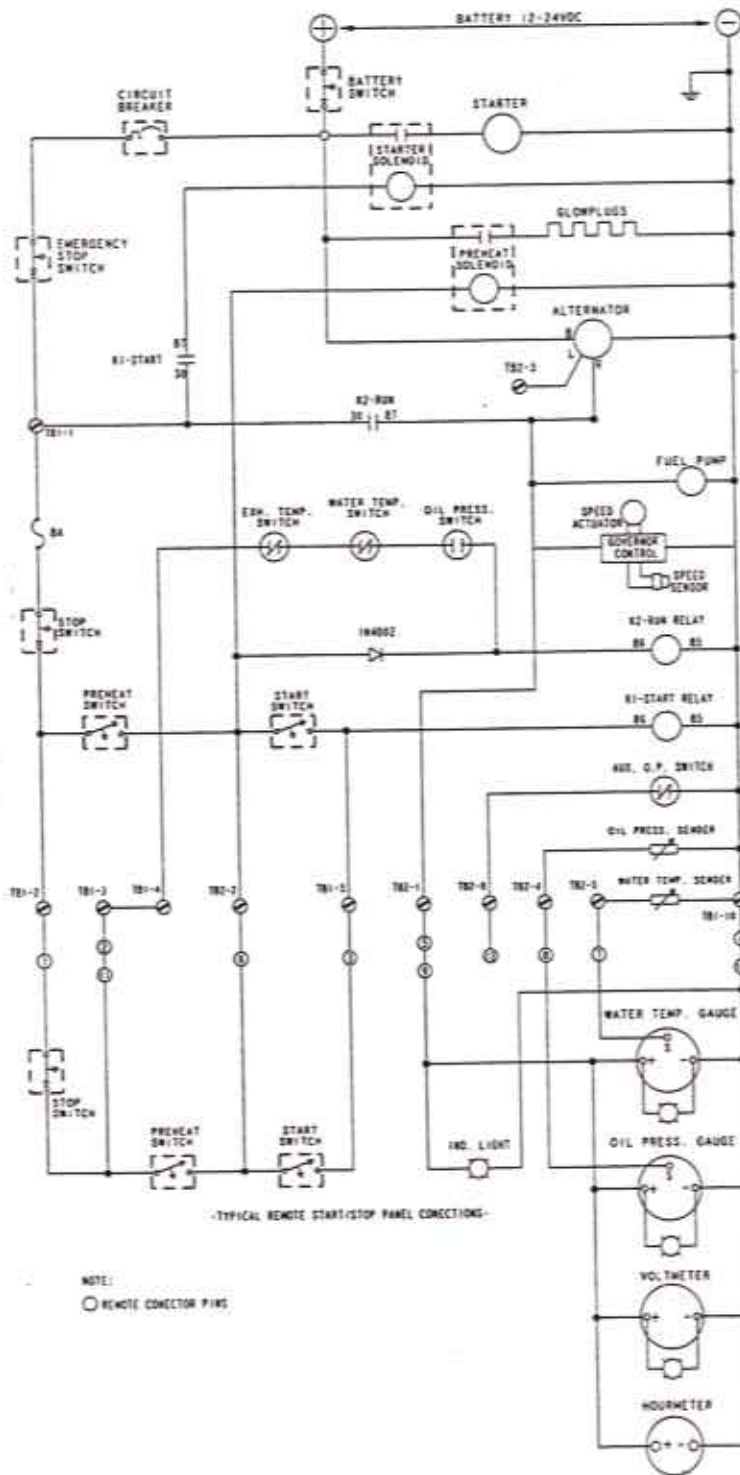 BATTERY 12-24VDC
BATTERY
SWITCH
CIRCUIT
BREAKER
STARTER
STARTER
SOLENOID
EMERGENCY
STOP
SWITCH
GLOWPLUGS
PREHEAT
SOLENOID
ALTERNATOR
B
L
87
K1-START
30
TB2-3
K2-RUN
30 87
TB1-1
FUEL PUMP
EXH. TEMP.
SWITCH
WATER TEMP.
SWITCH
OIL PRESS.
SWITCH
SPEED
ACTUATOR
GOVERNOR
CONTROL
SPEED
SENSOR
8A
STOP
SWITCH
1N4002
K2-RUN RELAY
86 85
PREHEAT
SWITCH
START
SWITCH
K1-START RELAY
86 85
AUX. O.P. SWITCH
OIL PRESS. SENDER
WATER TEMP. SENDER
TB1-2
TB1-3
TB1-4
TB2-2
TB1-5
TB2-1
TB2-4
TB2-5
TB1-10
1
2
WATER TEMP. GAUGE
S
+ -
STOP
SWITCH
PREHEAT
SWITCH
START
SWITCH
IND. LIGHT
OIL PRESS. GAUGE
S
+ -
-TYPICAL REMOTE START/STOP PANEL CONECTIONS-
NOTE:
REMOTE CONECTOR PINS
VOLTMETER
+ -
HOURMETER
+ -